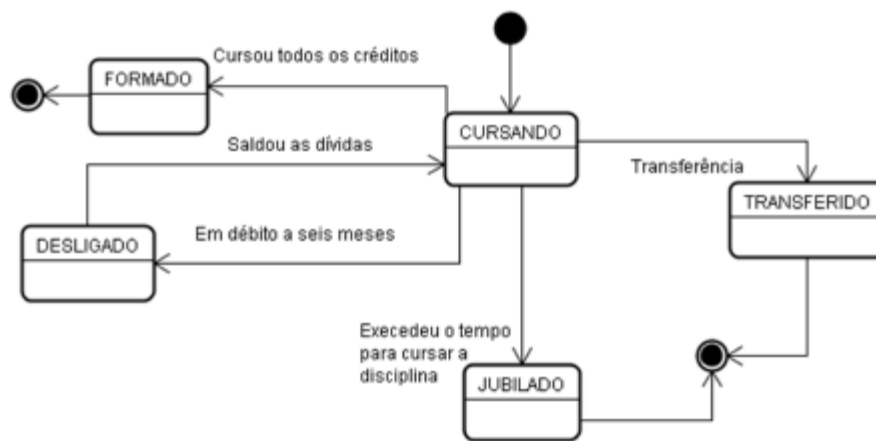 Cursou todos os créditos
FORMADO
CURSANDO
Saldou as dívidas
Transferência
TRANSFERIDO
Em débito a seis meses
DESLIGADO
Execedeu o tempo
para cursar a
disciplina
JUBILADO